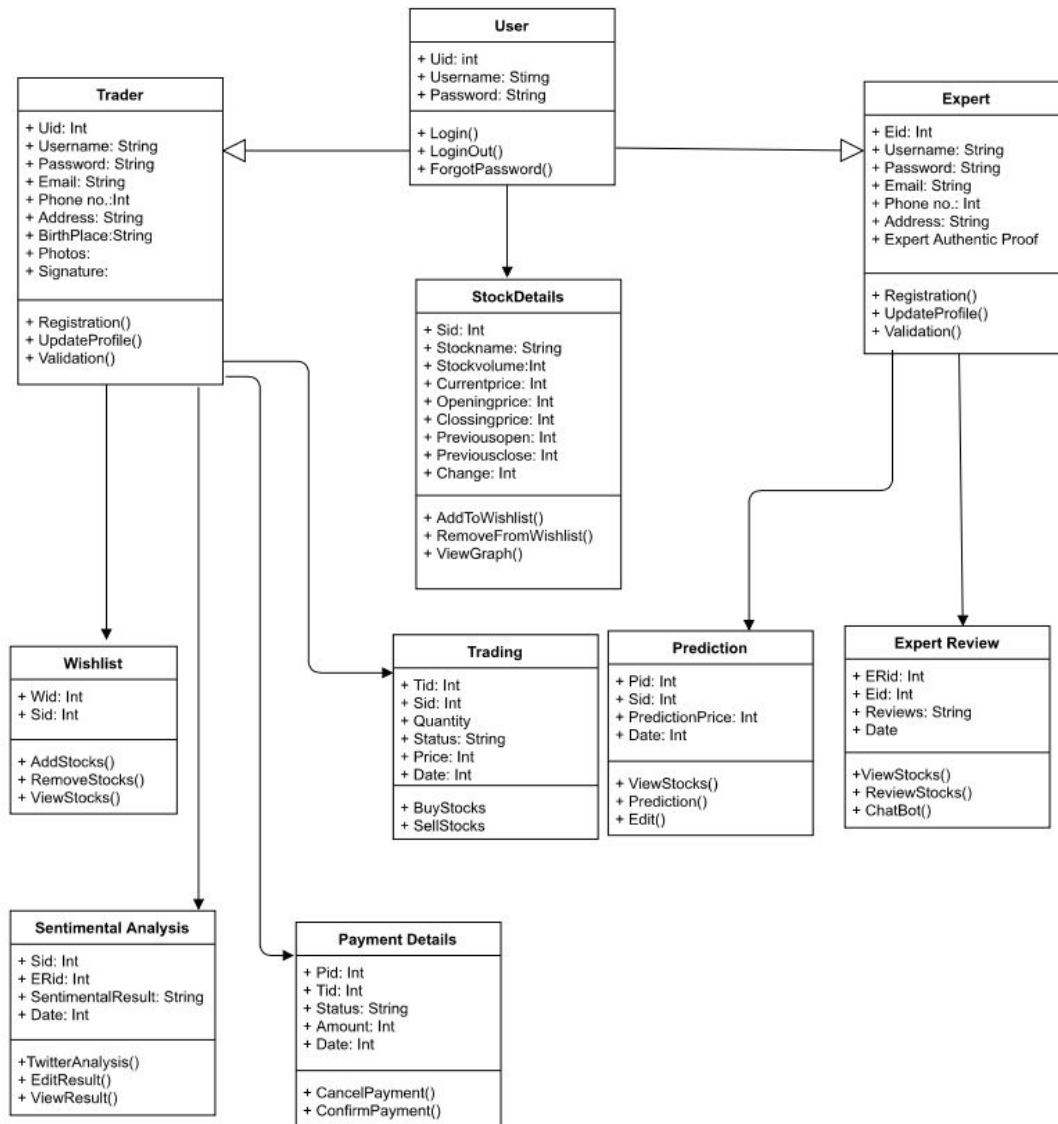 User
+ Uid: int
+ Username: Stirng
+ Password: String
+ Login()
+ LoginOut()
+ ForgotPassword()
Trader
+ Uid: Int
+ Username: String
+ Password: String
+ Email: String
+ Phone no.:Int
+ Address: String
+ BirthPlace:String
+ Photos:
+ Signature:
+ Registration()
+ UpdateProfile()
+ Validation()
Expert
+ Eid: Int
+ Username: String
+ Password: String
+ Email: String
+ Phone no.: Int
+ Address: String
+ Expert Authentic Proof
+ Registration()
+ UpdateProfile()
+ Validation()
StockDetails
+ Sid: Int
+ Stockname: String
+ Stockvolume:Int
+ Currentprice: Int
+ Openingprice: Int
+ Clossingprice: Int
+ Previousopen: Int
+ Previousclose: Int
+ Change: Int
+ AddToWishlist()
+ RemoveFromWishlist()
+ ViewGraph()
Wishlist
+ Wid: Int
+ Sid: Int
+ AddStocks()
+ RemoveStocks()
+ ViewStocks()
Trading
+ Tid: Int
+ Sid: Int
+ Quantity
+ Status: String
+ Price: Int
+ Date: Int
+ BuyStocks
+ SellStocks
Prediction
+ Pid: Int
+ Sid: Int
+ PredictionPrice: Int
+ Date: Int
+ ViewStocks()
+ Prediction()
+ Edit()
Expert Review
+ ERid: Int
+ Eid: Int
+ Reviews: String
+ Date
+ViewStocks()
+ ReviewStocks()
+ ChatBot()
Sentimental Analysis
+ Sid: Int
+ ERid: Int
+ SentimentalResult: String
+ Date: Int
+TwitterAnalysis()
+ EditResult()
+ ViewResult()
Payment Details
+ Pid: Int
+ Tid: Int
+ Status: String
+ Amount: Int
+ Date: Int
+ CancelPayment()
+ ConfirmPayment()